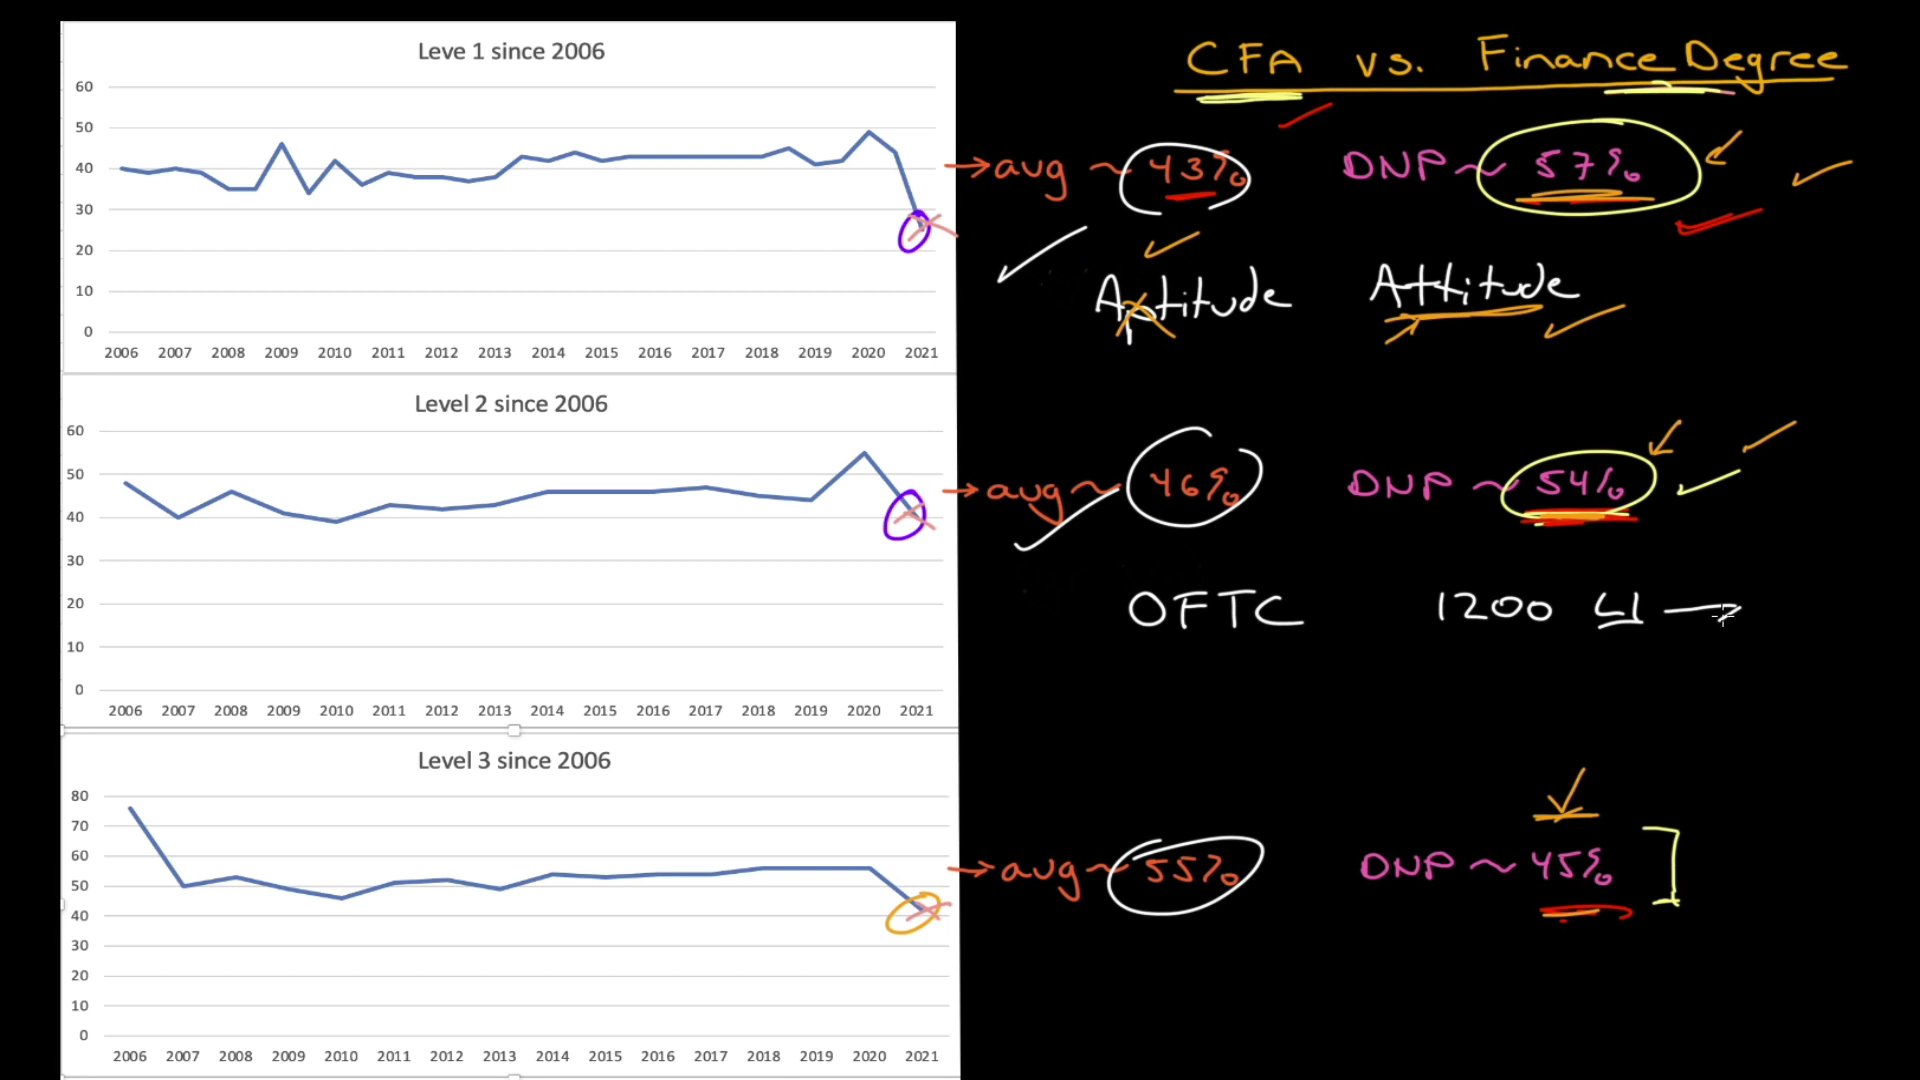 Leve 1 since 2006
60
50
40
30
20
10
0
2006 2007 2008 2009 2010 2011 2012 2013 2014 2015 2016 2017 2018 2019 2020 2021
Level 2 since 2006
60
50
40
30
20
10
0
2006 2007 2008 2009 2010 2011 2012 2013 2014 2015 2016 2017 2018 2019 2020 2021
Level 3 since 2006
80
70
60
50
40
30
20
10
0
2006 2007 2008 2009 2010 2011 2012 2013 2014 2015 2016 2017 2018 2019 2020 2021
CFA vs. Finance Degree
→ avg ~ 43% DNP ~ 57%
Aptitude Attitude
→ avg ~ 46% DNP ~ 54%
OFTC 1200 L1 →
→ avg ~ 55% DNP ~ 45%